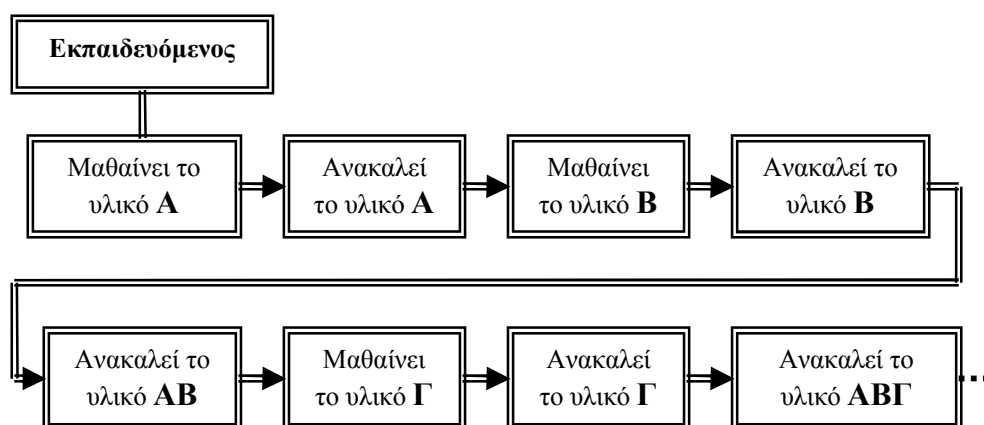 Εκπαιδευόμενος
Μαθαίνει το
υλικό Α
Ανακαλεί
το υλικό Α
Μαθαίνει
το υλικό Β
Ανακαλεί το
υλικό Β
Ανακαλεί το
υλικό ΑΒ
Μαθαίνει
το υλικό Γ
Ανακαλεί
το υλικό Γ
Ανακαλεί το
υλικό ΑΒΓ